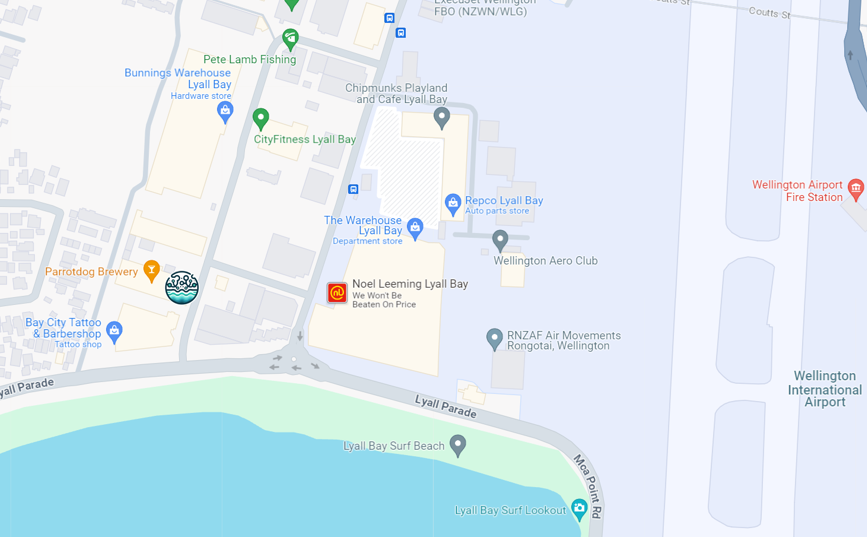 ExecuJet Wellington
FBO (NZWN/WLG)
Coutts St
Coutts St
Pete Lamb Fishing
Bunnings Warehouse
Lyall Bay
Hardware store
Chipmunks Playland
and Cafe Lyall Bay
CityFitness Lyall Bay
Wellington Airport
Fire Station
Repco Lyall Bay
Auto parts store
The Warehouse
Lyall Bay
Department store
Wellington Aero Club
Parrotdog Brewery
Noel Leeming Lyall Bay
We Won't Be
Beaten On Price
nl
Bay City Tattoo
& Barbershop
Tattoo shop
RNZAF Air Movements
Rongotai, Wellington
Wellington
International
Airport
yall Parade
Lyall Parade
Lyall Bay Surf Beach
Moa Point Rd
Lyall Bay Surf Lookout